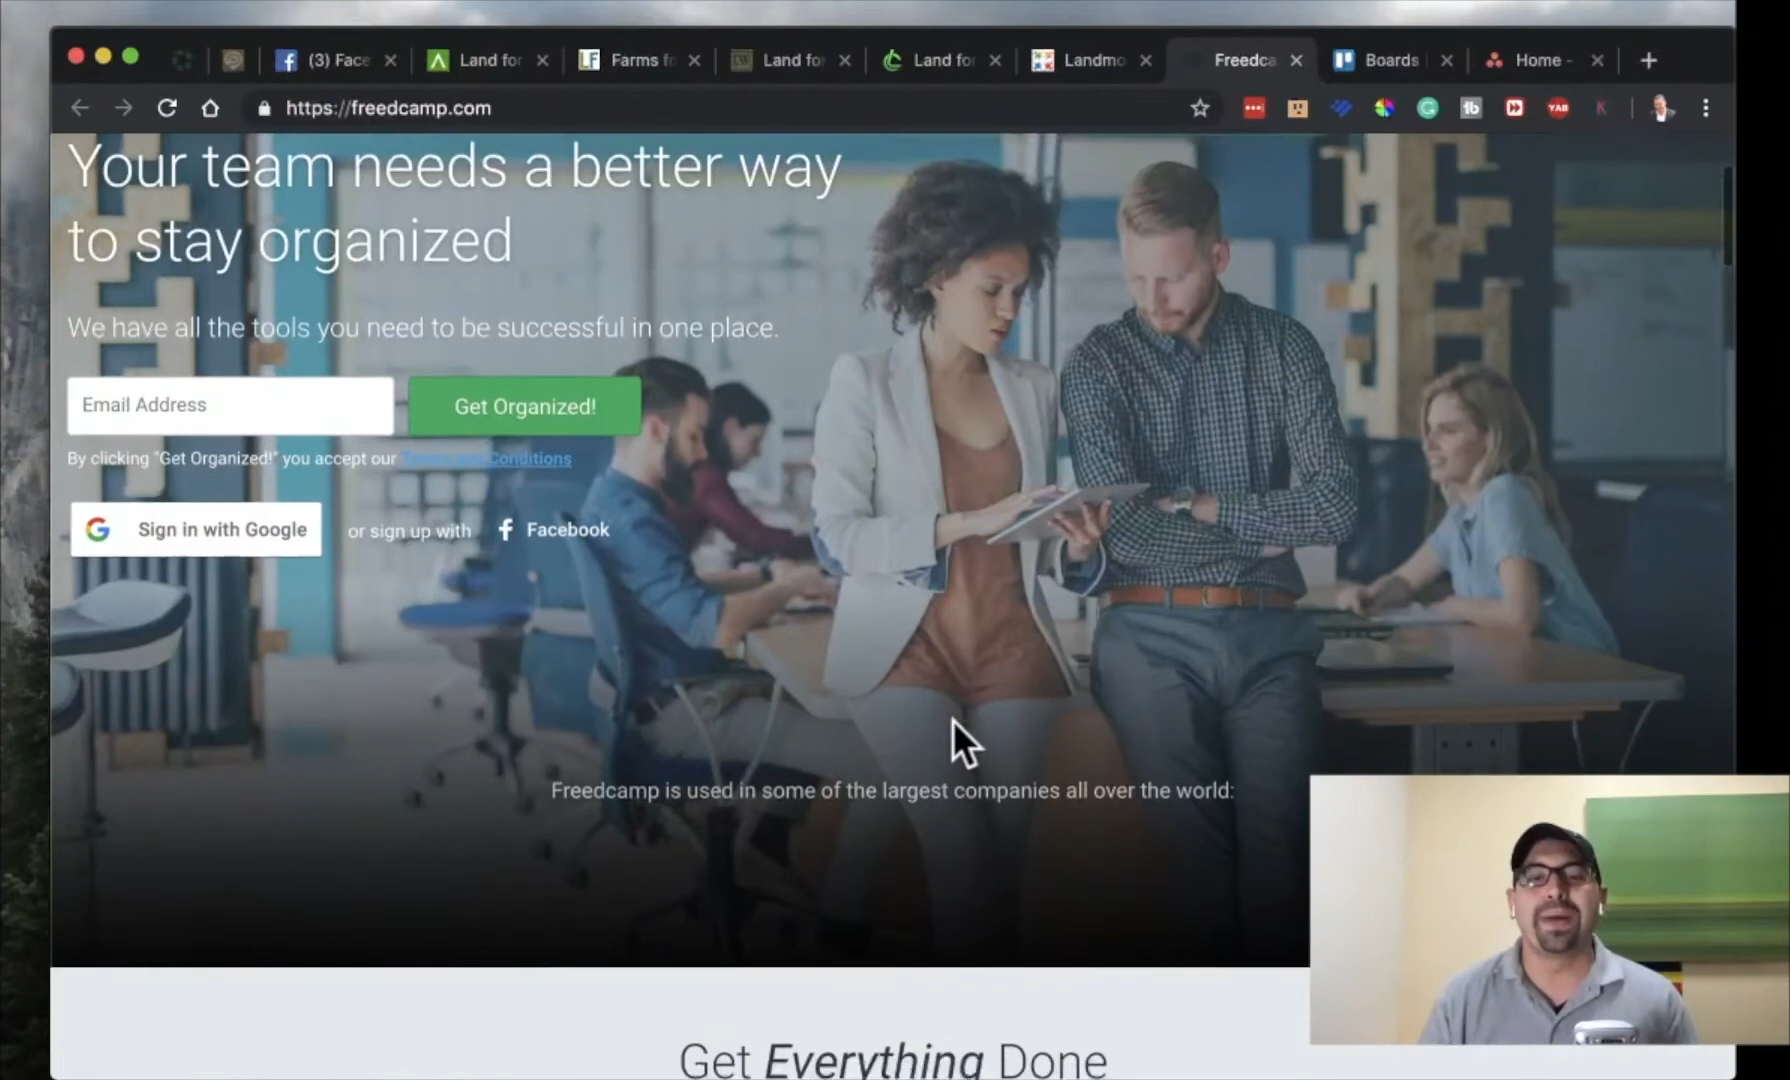 (3) Face
Land for
Farms fo
Land for
Land for
Landmo
Freedca
Boards
Home -
https://freedcamp.com
YAB
K
Your team needs a better way
to stay organized
We have all the tools you need to be successful in one place.
Email Address
Get Organized!
By clicking "Get Organized!" you accept our Terms and Conditions
Sign in with Google
or sign up with
Facebook
Freedcamp is used in some of the largest companies all over the world:
Get Everything Done